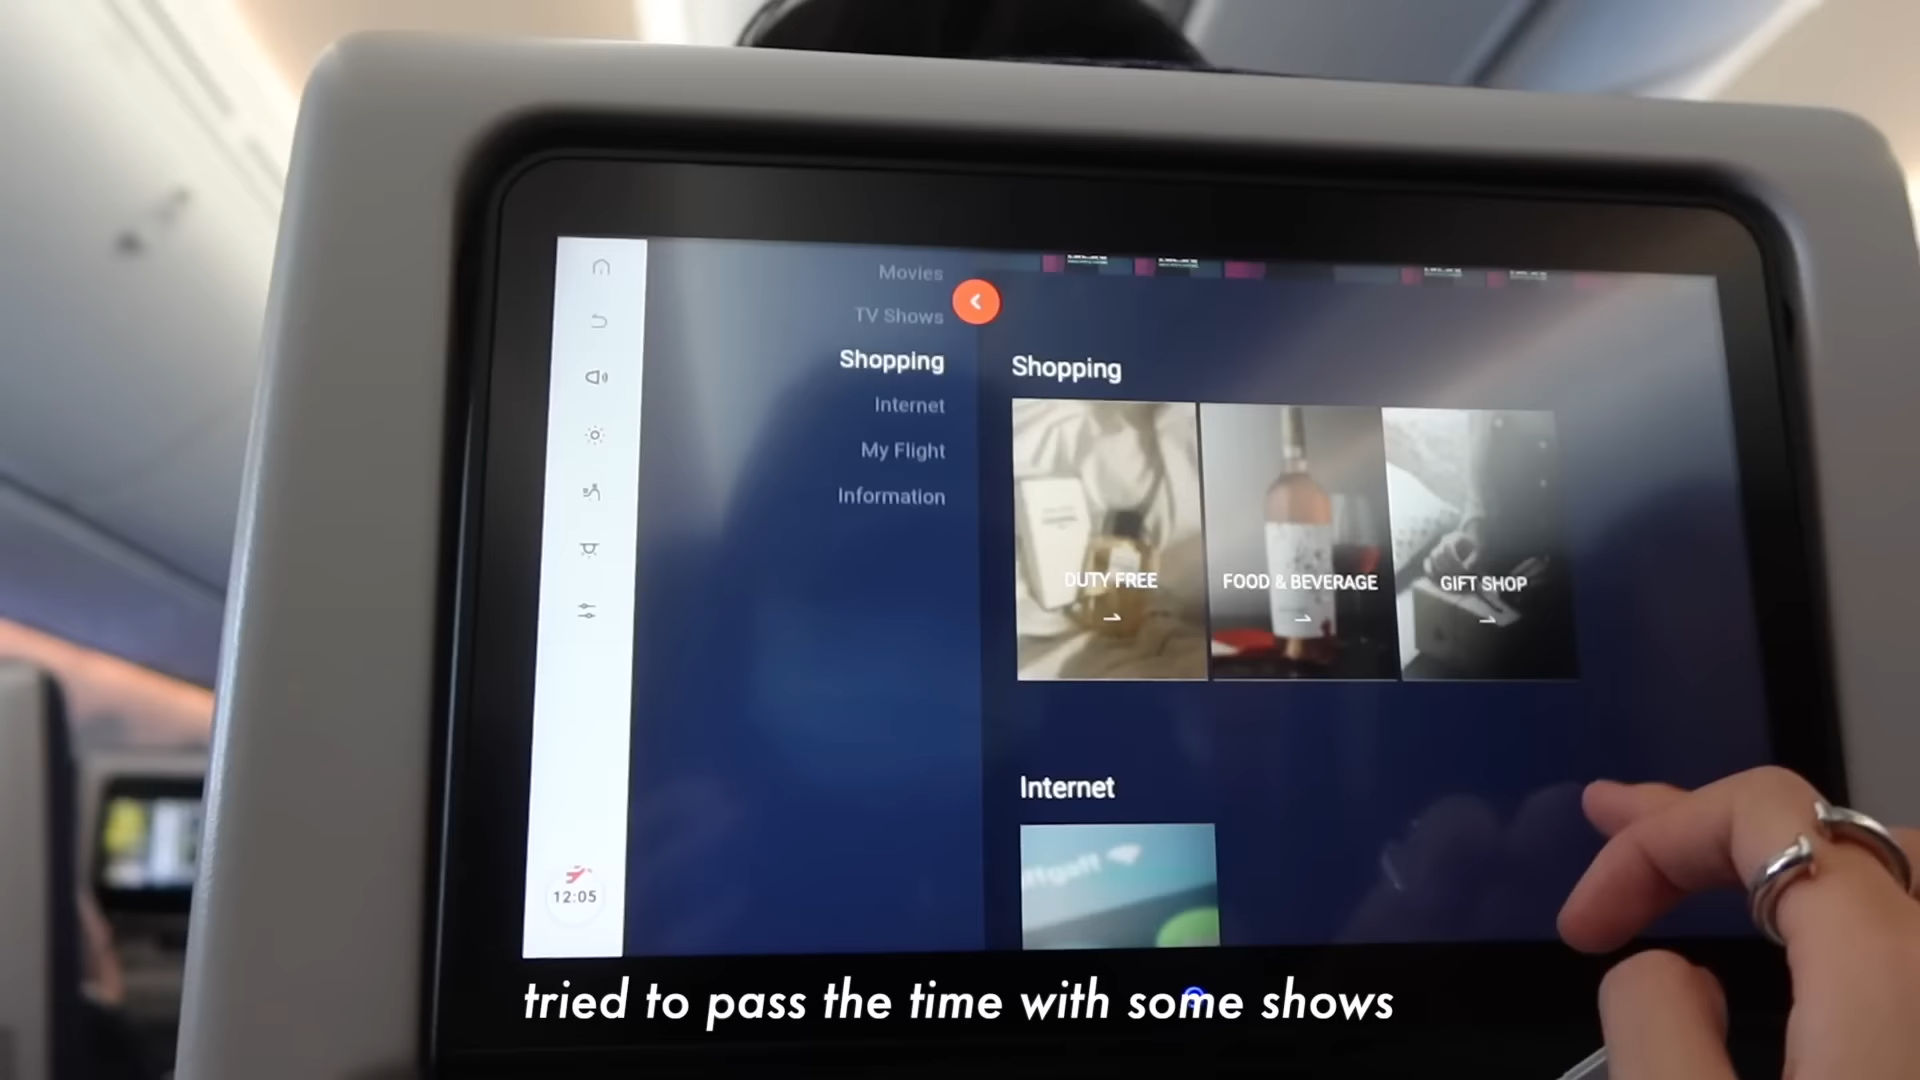 Movies
TV Shows
Shopping
Internet
My Flight
Information
Shopping
DUTY FREE
FOOD & BEVERAGE
GIFT SHOP
Internet
12:05
tried to pass the time with some shows